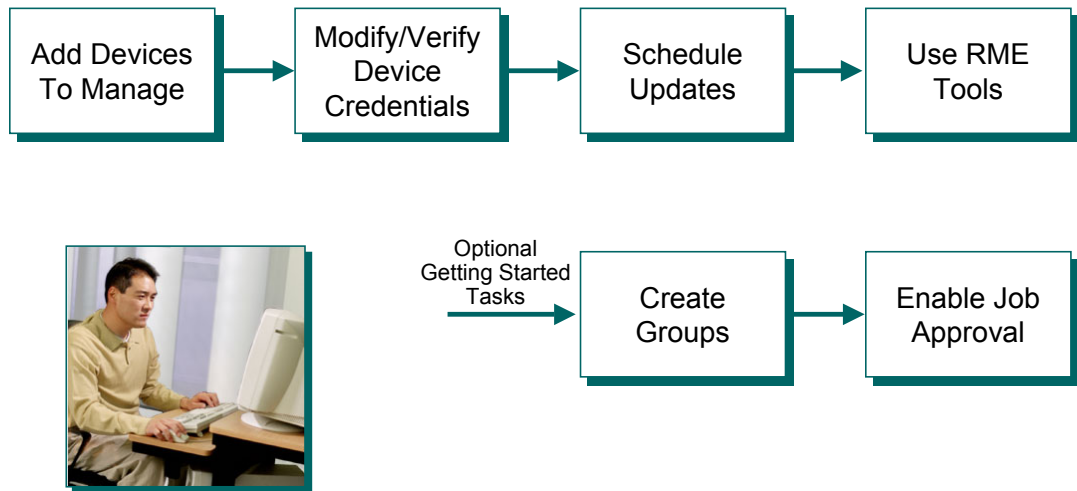 Add Devices
To Manage
Modify/Verify
Device
Credentials
Schedule
Updates
Use RME
Tools
Optional
Getting Started
Tasks
Create
Groups
Enable Job
Approval